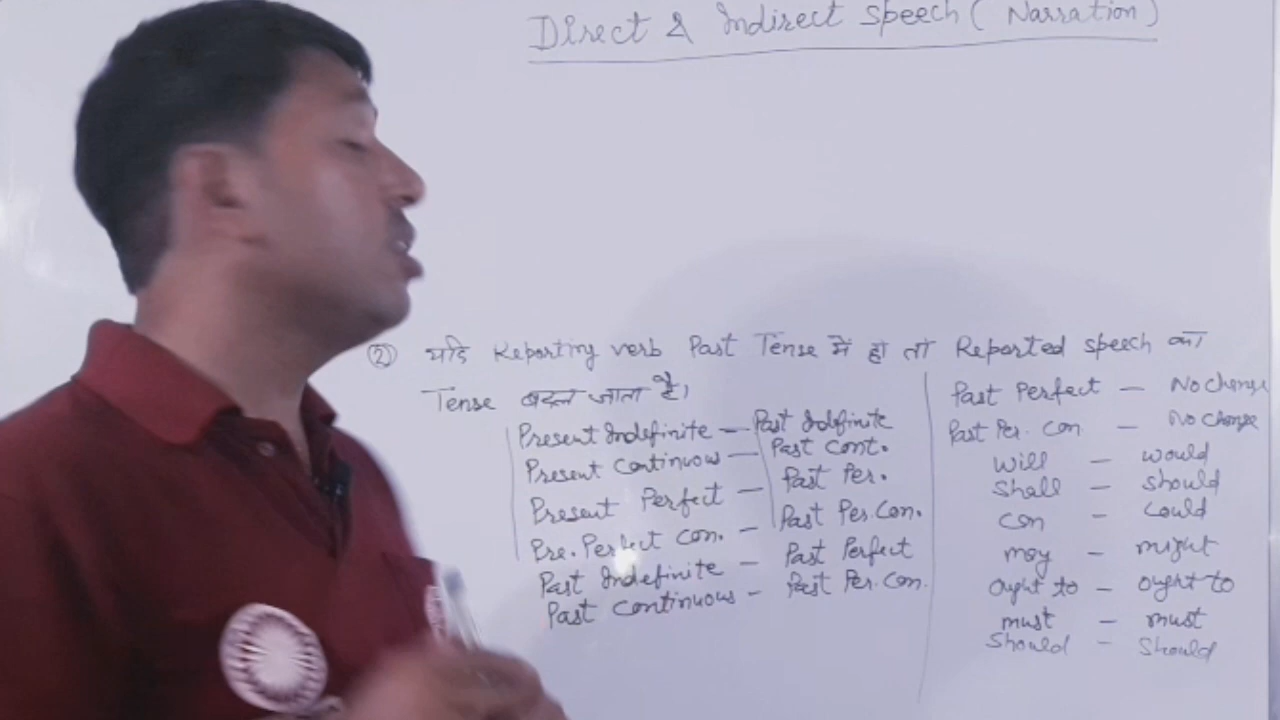 Direct & Indirect speech ( Narration )
② यदि Reporting verb Past Tense में हो तो Reported speech का
Tense बदल जाता है।
Present Indefinite — Past Indefinite
Present Continuous — Past Cont.
Present Perfect — Past Per.
Pre. Perfect Con. — Past Per. Con.
Past Indefinite — Past Perfect
Past Continuous — Past Per. Con.
Past Perfect — No change
Past Per. Con — No change
will — would
shall — should
can — could
may — might
Ought to — ought to
must — must
Should — Should